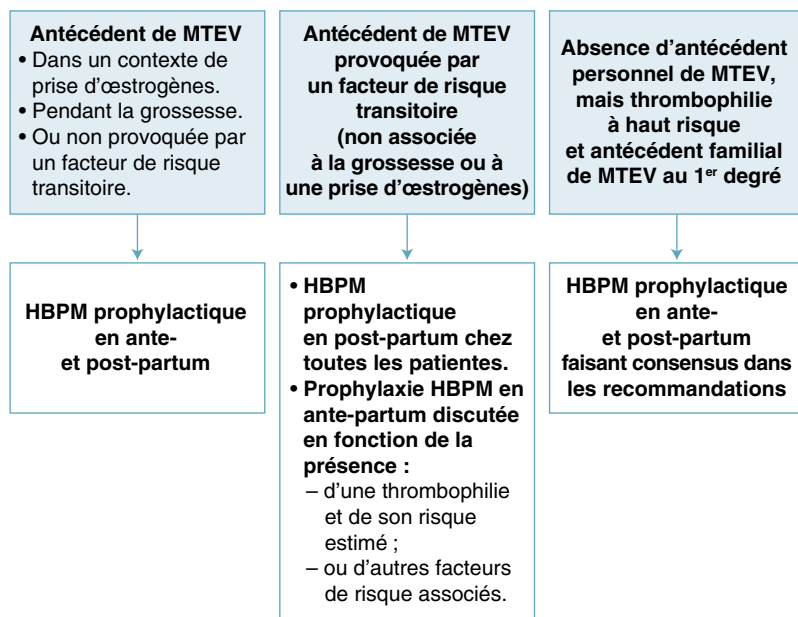 Antécédent de MTEV
• Dans un contexte de
prise d'œstrogènes.
• Pendant la grossesse.
• Ou non provoquée par
un facteur de risque
transitoire.
HBPM prophylactique
en ante-
et post-partum
Antécédent de MTEV
provoquée par
un facteur de risque
transitoire
(non associée
à la grossesse ou à
une prise d'œstrogènes)
• HBPM
prophylactique
en post-partum chez
toutes les patientes.
• Prophylaxie HBPM en
ante-partum discutée
en fonction de la
présence :
– d'une thrombophilie
et de son risque
estimé ;
– ou d'autres facteurs
de risque associés.
Absence d'antécédent
personnel de MTEV,
mais thrombophilie
à haut risque
et antécédent familial
de MTEV au 1er degré
HBPM prophylactique
en ante-
et post-partum
faisant consensus dans
les recommandations